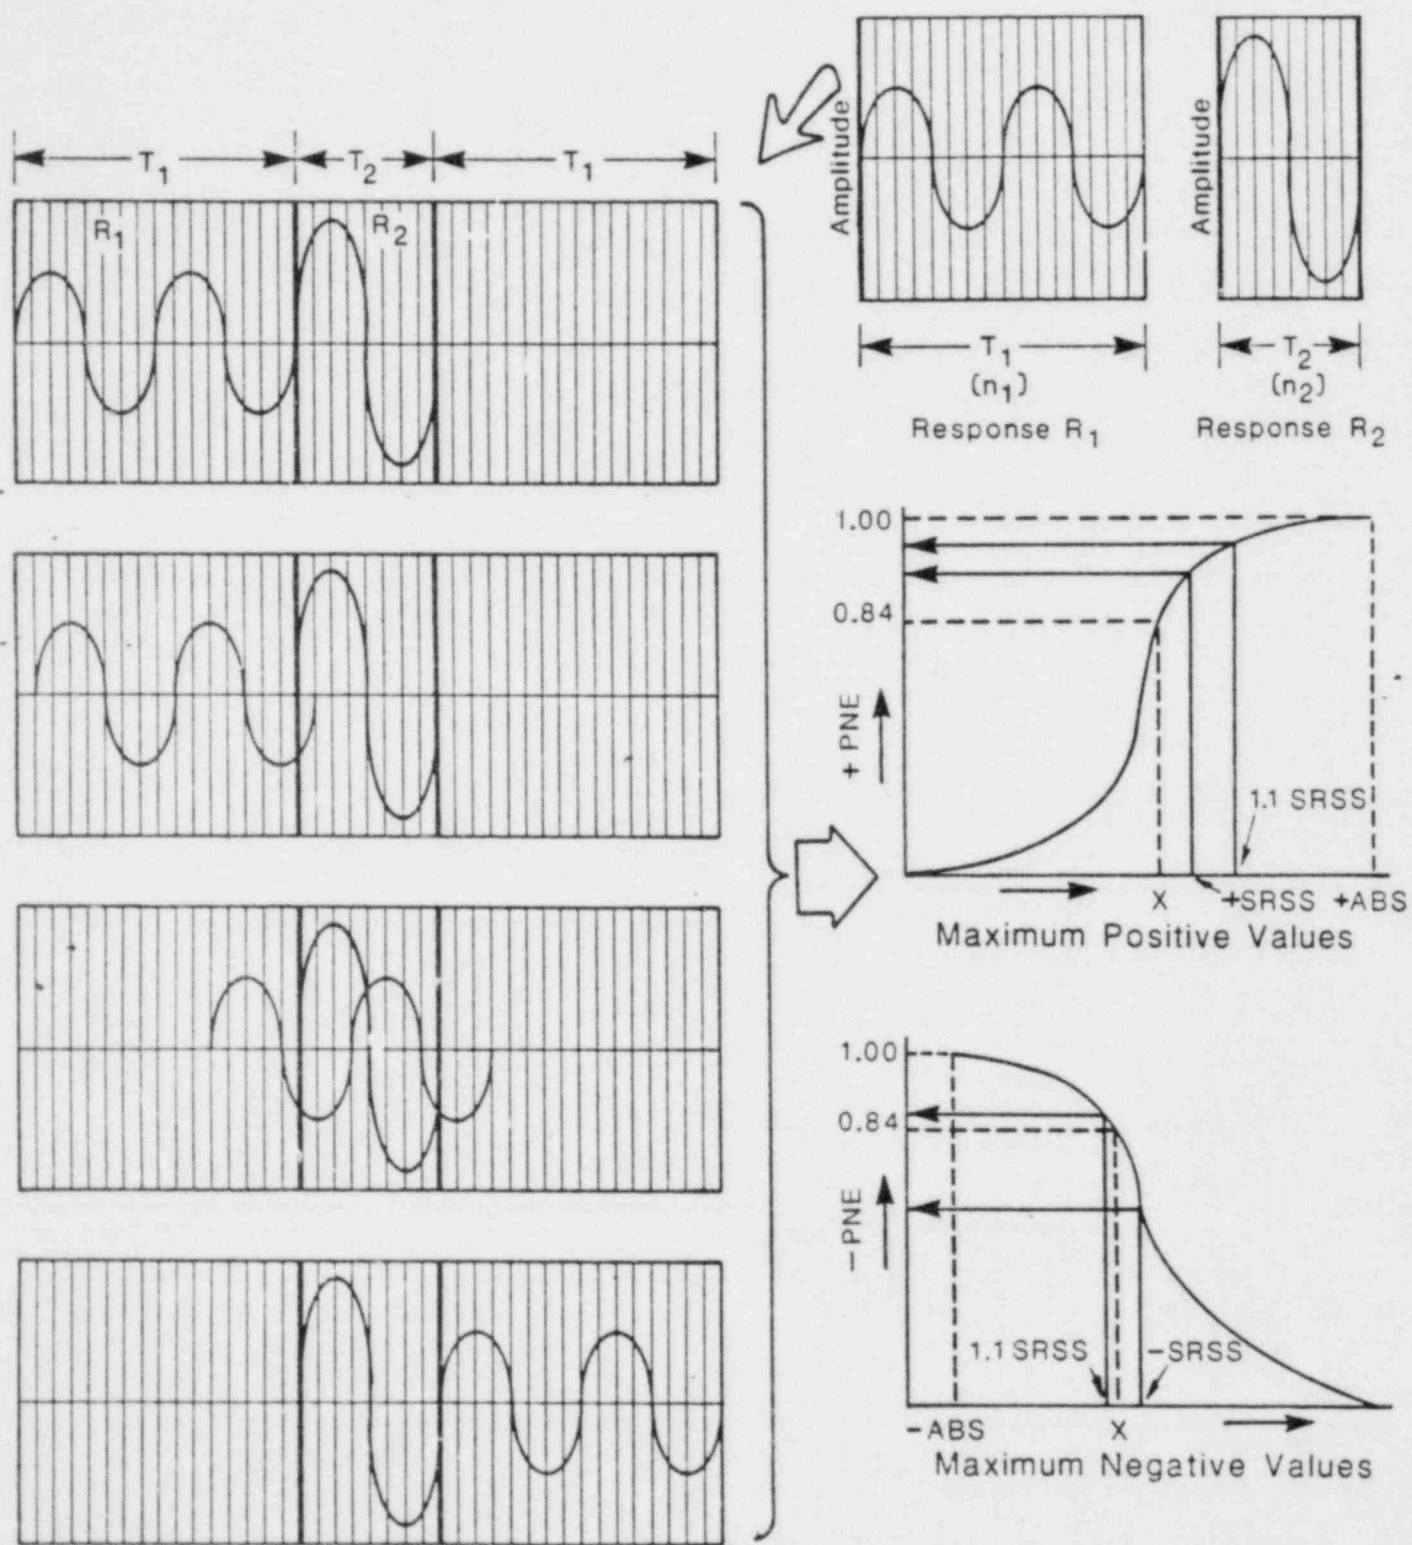 T₁ T₂ T₁
R₁ R₂
Amplitude
Amplitude
T₁
(n₁)
Response R₁
T₂
(n₂)
Response R₂
1.00
0.84
+PNE
1.1 SRSS
X +SRSS +ABS
Maximum Positive Values
1.00
0.84
-PNE
1.1 SRSS
-SRSS
-ABS X
Maximum Negative Values